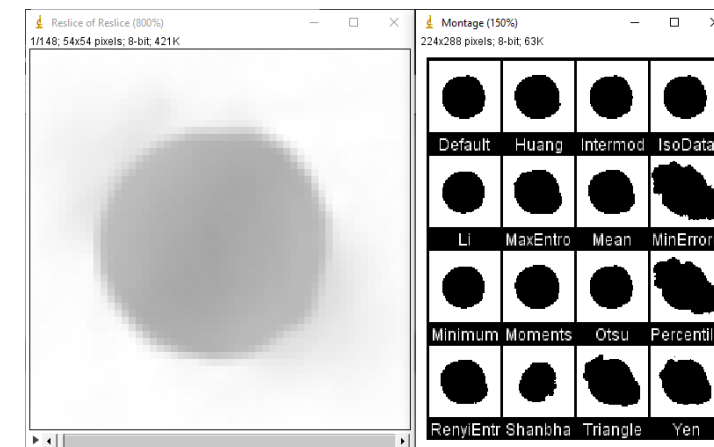 Reslice of Reslice (800%)
1/148; 54x54 pixels; 8-bit; 421K
Montage (150%)
224x288 pixels; 8-bit; 63K
Default Huang Intermod IsoData
Li MaxEntro Mean MinError
Minimum Moments Otsu Percentil
RenyiEntr Shanbha Triangle Yen